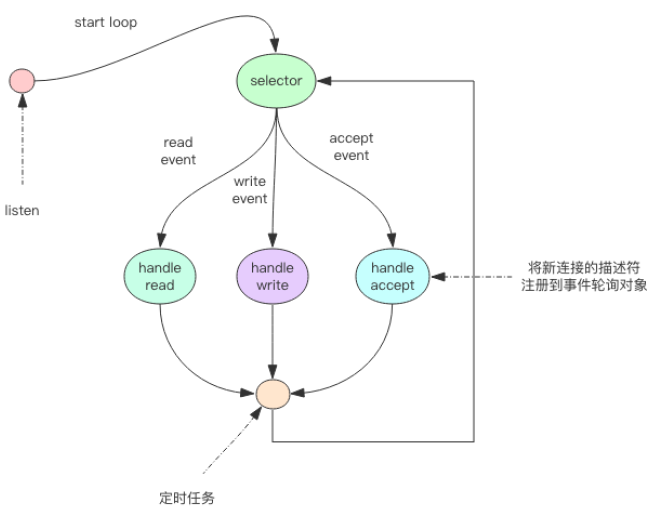 start loop
selector
read
event
accept
event
write
event
listen
handle
read
handle
write
handle
accept
将新连接的描述符
注册到事件轮询对象
定时任务